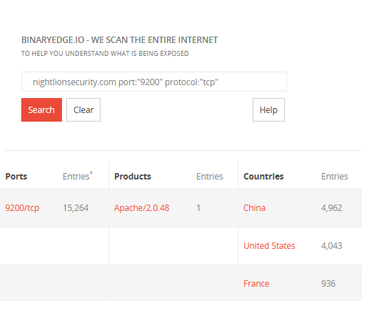 BINARYEDGE.IO - WE SCAN THE ENTIRE INTERNET
TO HELP YOU UNDERSTAND WHAT IS BEING EXPOSED
nightlionsecurity.com port:"9200" protocol:"tcp"
Search Clear Help
Ports Entries* Products Entries Countries Entries
9200/tcp 15,264 Apache/2.0.48 1 China 4,962
United States 4,043
France 936